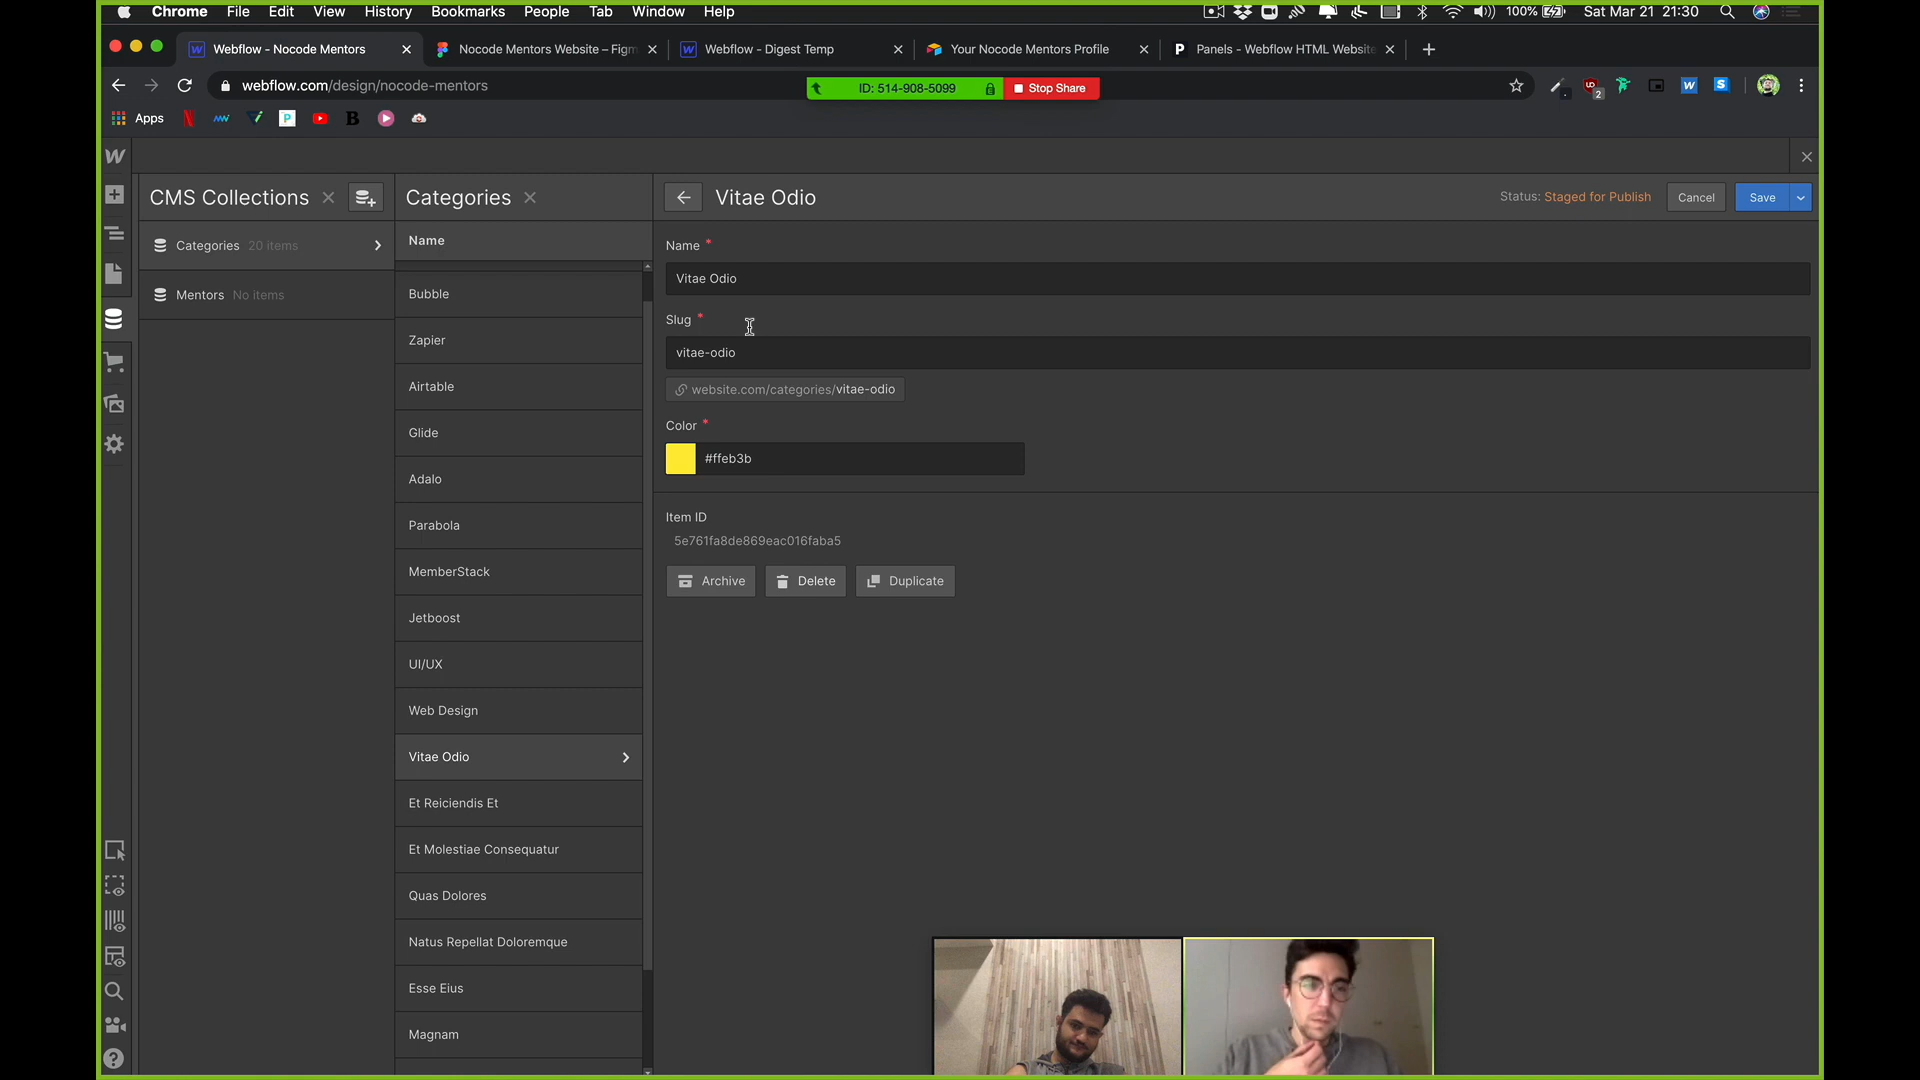 Chrome File Edit View History Bookmarks People Tab Window Help 100% Sat Mar 21 21:30
Webflow - Nocode Mentors Nocode Mentors Website – Figm Webflow - Digest Temp Your Nocode Mentors Profile Panels - Webflow HTML Website
webflow.com/design/nocode-mentors ID: 514-908-5099 Stop Share
Apps
CMS Collections Categories Vitae Odio Status: Staged for Publish Cancel Save
Categories 20 items
Mentors No items
Name
Bubble
Zapier
Airtable
Glide
Adalo
Parabola
MemberStack
Jetboost
UI/UX
Web Design
Vitae Odio
Et Reiciendis Et
Et Molestiae Consequatur
Quas Dolores
Natus Repellat Doloremque
Esse Eius
Magnam
Name *
Vitae Odio
Slug *
vitae-odio
website.com/categories/vitae-odio
Color *
#ffeb3b
Item ID
5e761fa8de869eac016faba5
Archive Delete Duplicate